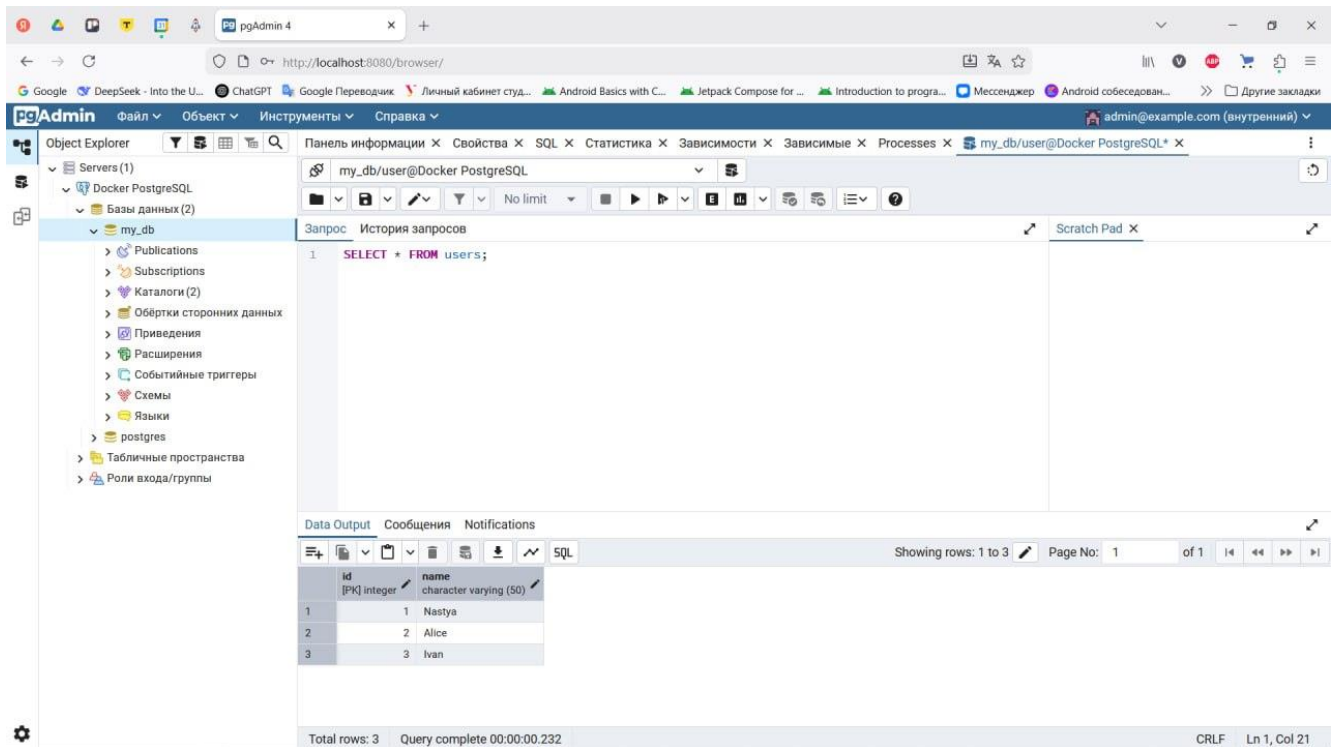 pgAdmin 4
http://localhost:8080/browser/
Google DeepSeek - Into the U... ChatGPT Google Переводчик Личный кабинет студ... Android Basics with C... Jetpack Compose for ... Introduction to progra... Мессенджер Android собеседован... Другие закладки
pgAdmin Файл Объект Инструменты Справка admin@example.com (внутренний)
Object Explorer Панель информации Свойства SQL Статистика Зависимости Зависимые Processes my_db/user@Docker PostgreSQL*
Servers (1)
Docker PostgreSQL
Базы данных (2)
my_db
Publications
Subscriptions
Каталоги (2)
Обёртки сторонних данных
Приведения
Расширения
Событийные триггеры
Схемы
Языки
postgres
Табличные пространства
Роли входа/группы
my_db/user@Docker PostgreSQL
No limit
Запрос История запросов Scratch Pad
1 SELECT * FROM users;
Data Output Сообщения Notifications
SQL Showing rows: 1 to 3 Page No: 1 of 1
id name
[PK] integer character varying (50)
1 1 Nastya
2 2 Alice
3 3 Ivan
Total rows: 3 Query complete 00:00:00.232 CRLF Ln 1, Col 21